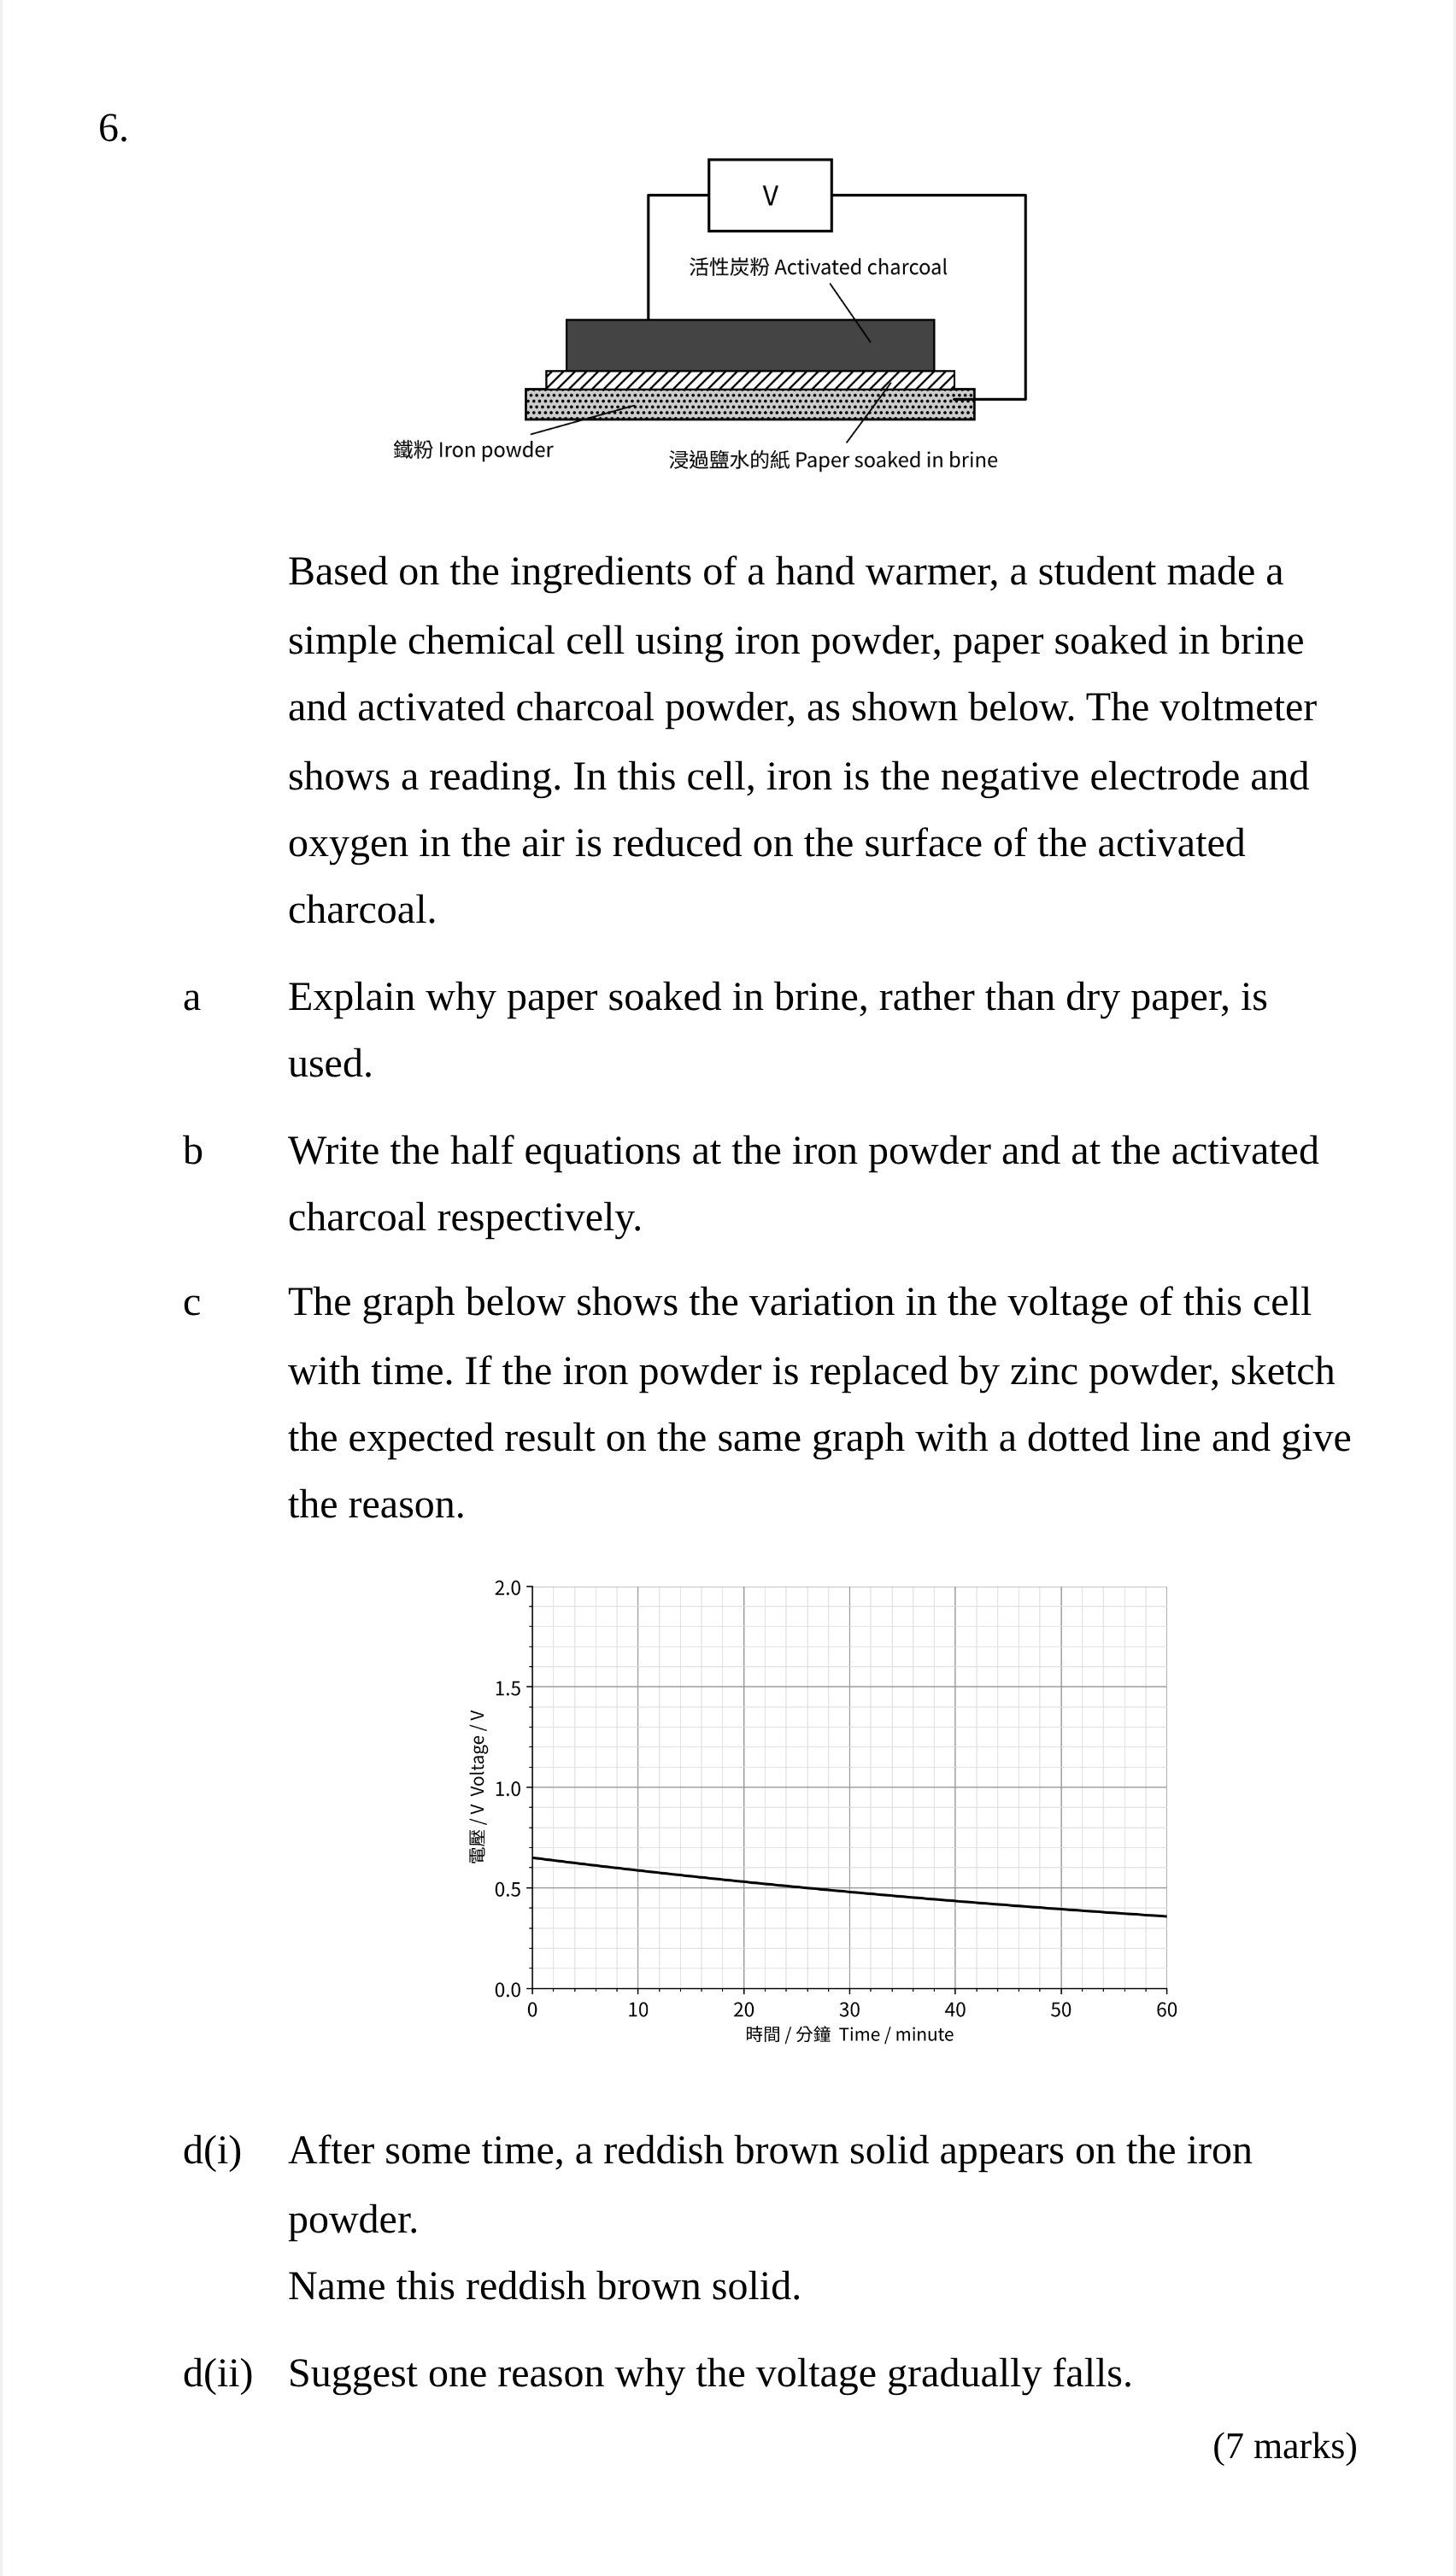 6.
V
活性炭粉 Activated charcoal
鐵粉 Iron powder
浸過鹽水的紙 Paper soaked in brine
Based on the ingredients of a hand warmer, a student made a
simple chemical cell using iron powder, paper soaked in brine
and activated charcoal powder, as shown below. The voltmeter
shows a reading. In this cell, iron is the negative electrode and
oxygen in the air is reduced on the surface of the activated
charcoal.
a Explain why paper soaked in brine, rather than dry paper, is
used.
b Write the half equations at the iron powder and at the activated
charcoal respectively.
c The graph below shows the variation in the voltage of this cell
with time. If the iron powder is replaced by zinc powder, sketch
the expected result on the same graph with a dotted line and give
the reason.
2.0
1.5
1.0
0.5
0.0
電壓 / V Voltage / V
0 10 20 30 40 50 60
時間 / 分鐘 Time / minute
d(i) After some time, a reddish brown solid appears on the iron
powder.
Name this reddish brown solid.
d(ii) Suggest one reason why the voltage gradually falls.
(7 marks)